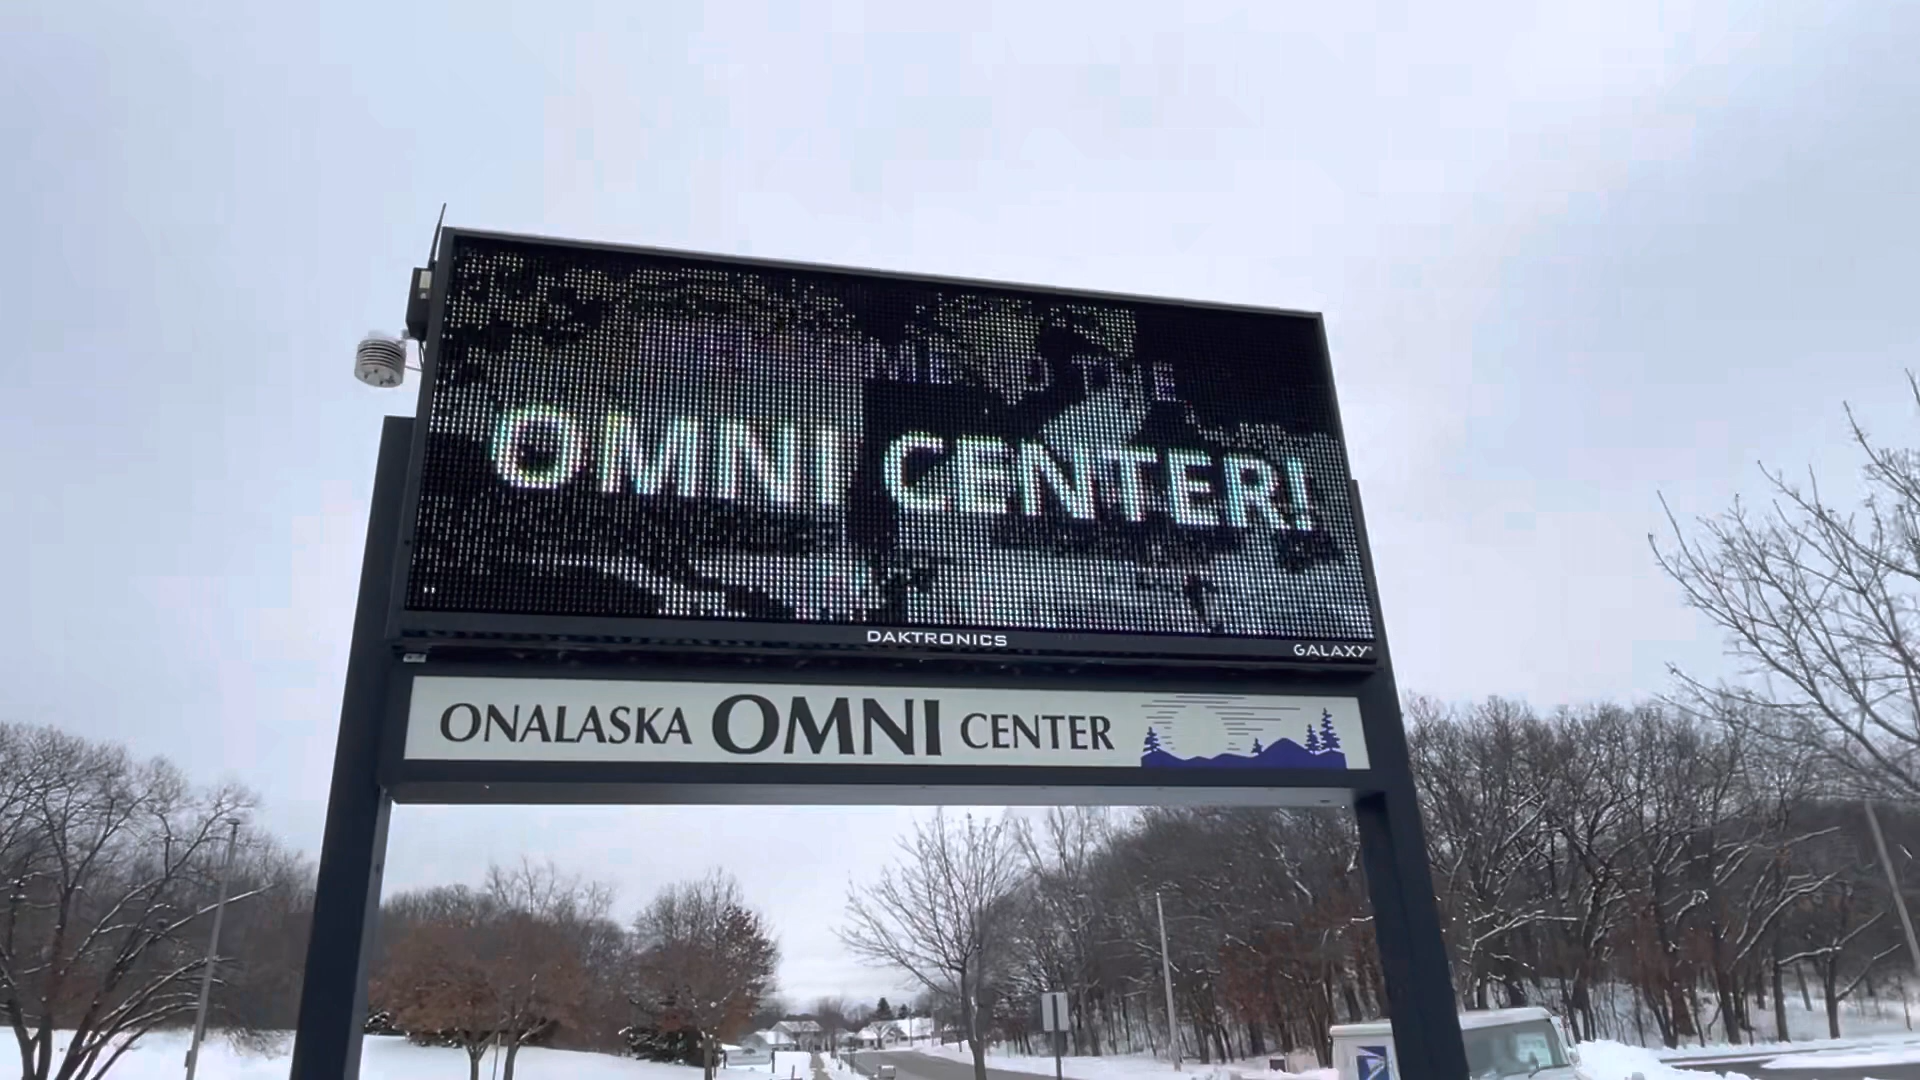 OMNI CENTER!
DAKTRONICS
GALAXY
ONALASKA OMNI CENTER